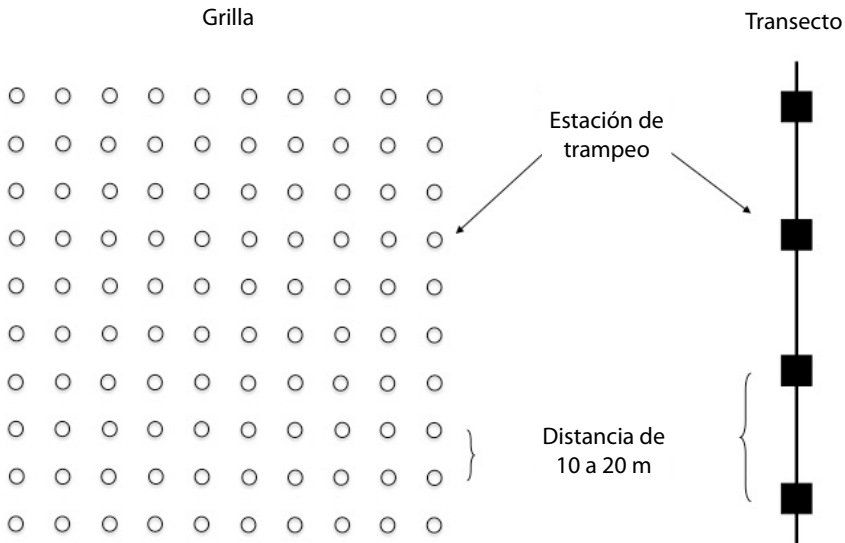 Grilla
Transecto
Estación de
trampeo
Distancia de
10 a 20 m